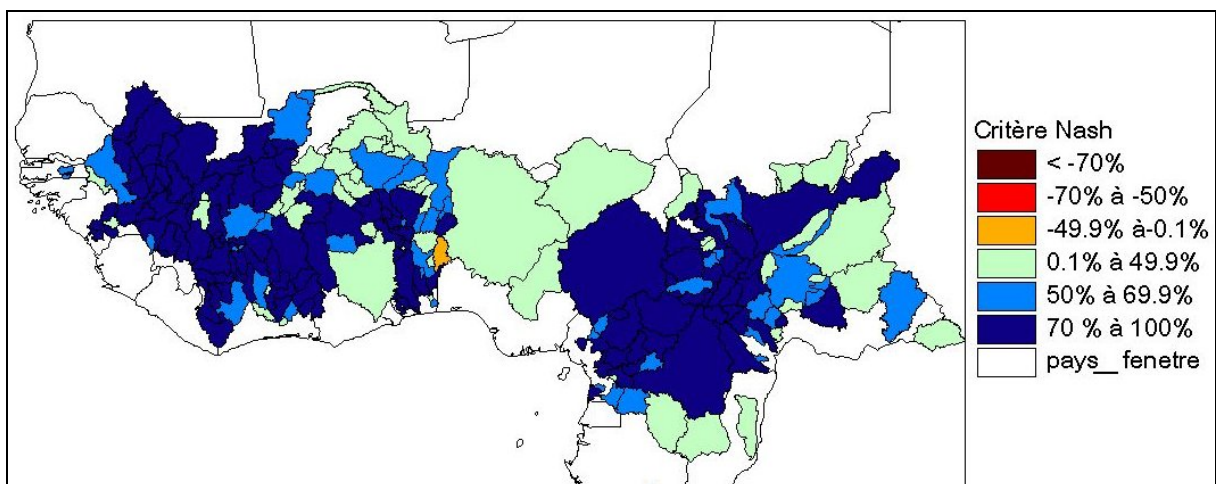 Critère Nash
< -70%
-70% à -50%
-49.9% à-0.1%
0.1% à 49.9%
50% à 69.9%
70 % à 100%
pays__ fenetre